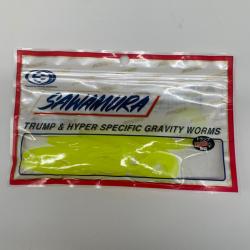 SAWAMURA
TRUMP & HYPER SPECIFIC GRAVITY WORMS